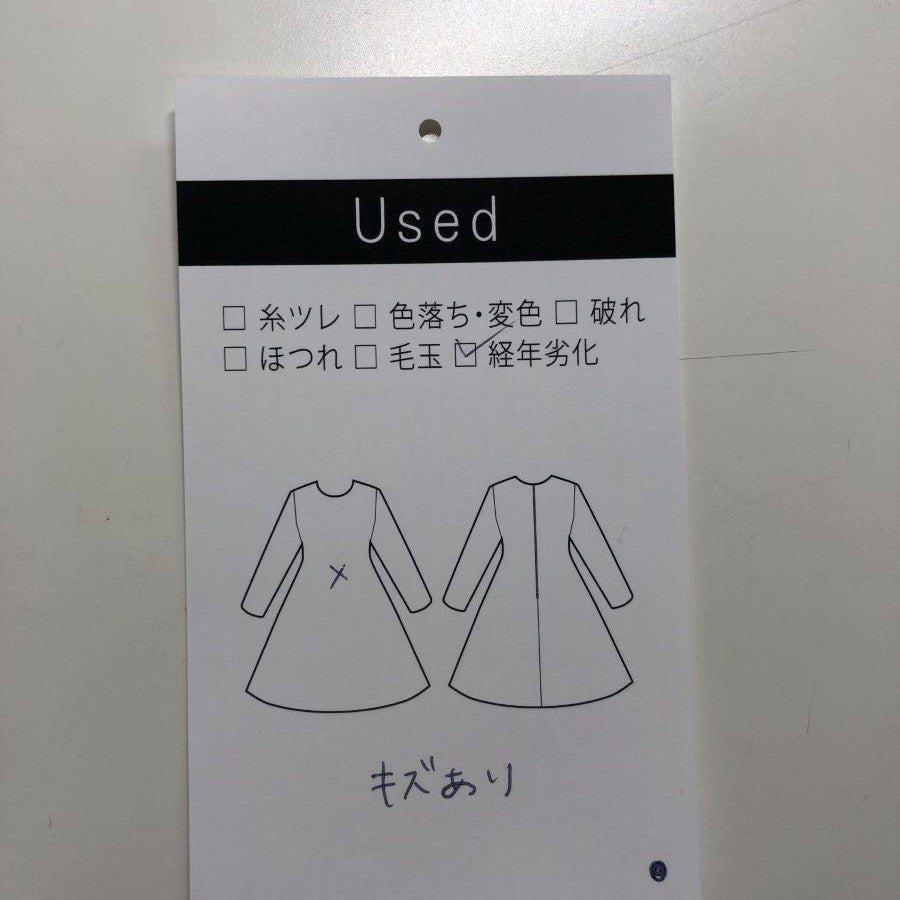 Used
□ 糸ツレ □ 色落ち・変色 □ 破れ
□ ほつれ □ 毛玉 ☑ 経年劣化
キズあり